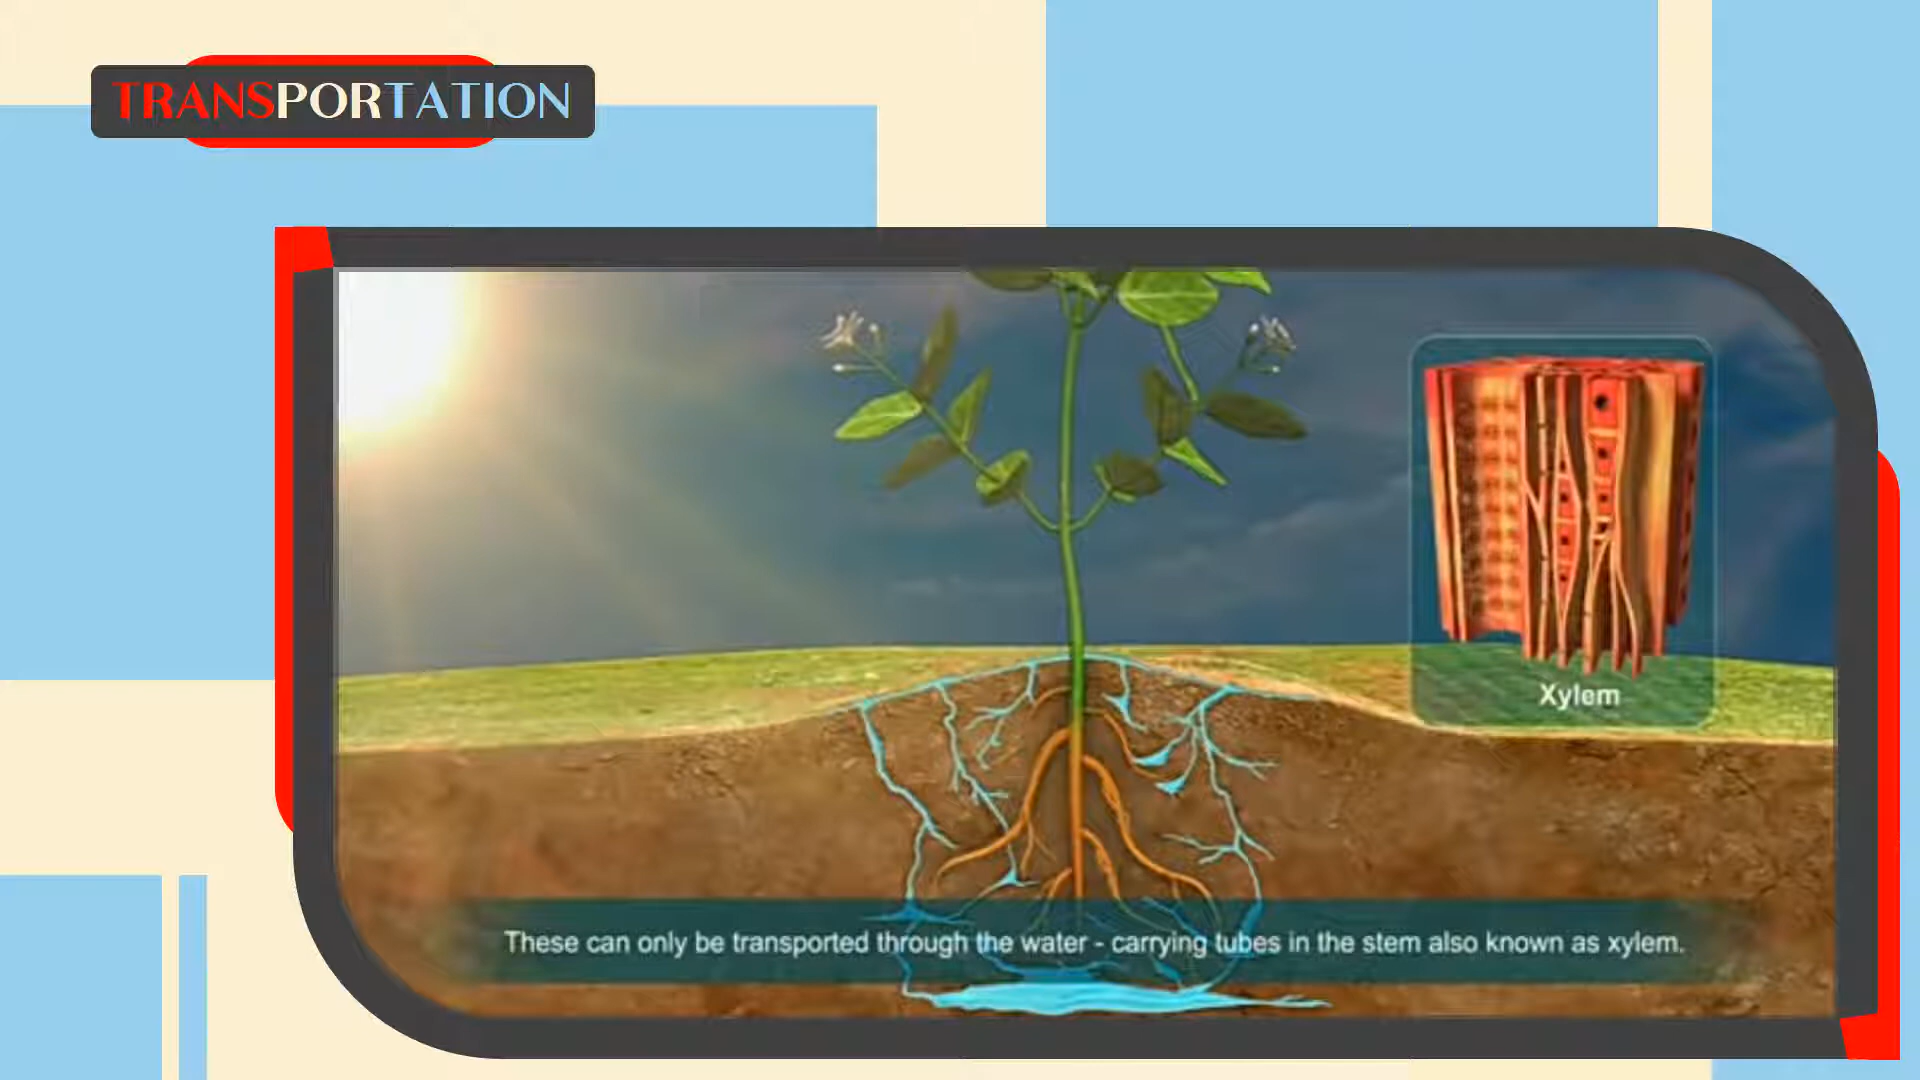 TRANSPORTATION
Xylem
These can only be transported through the water - carrying tubes in the stem also known as xylem.